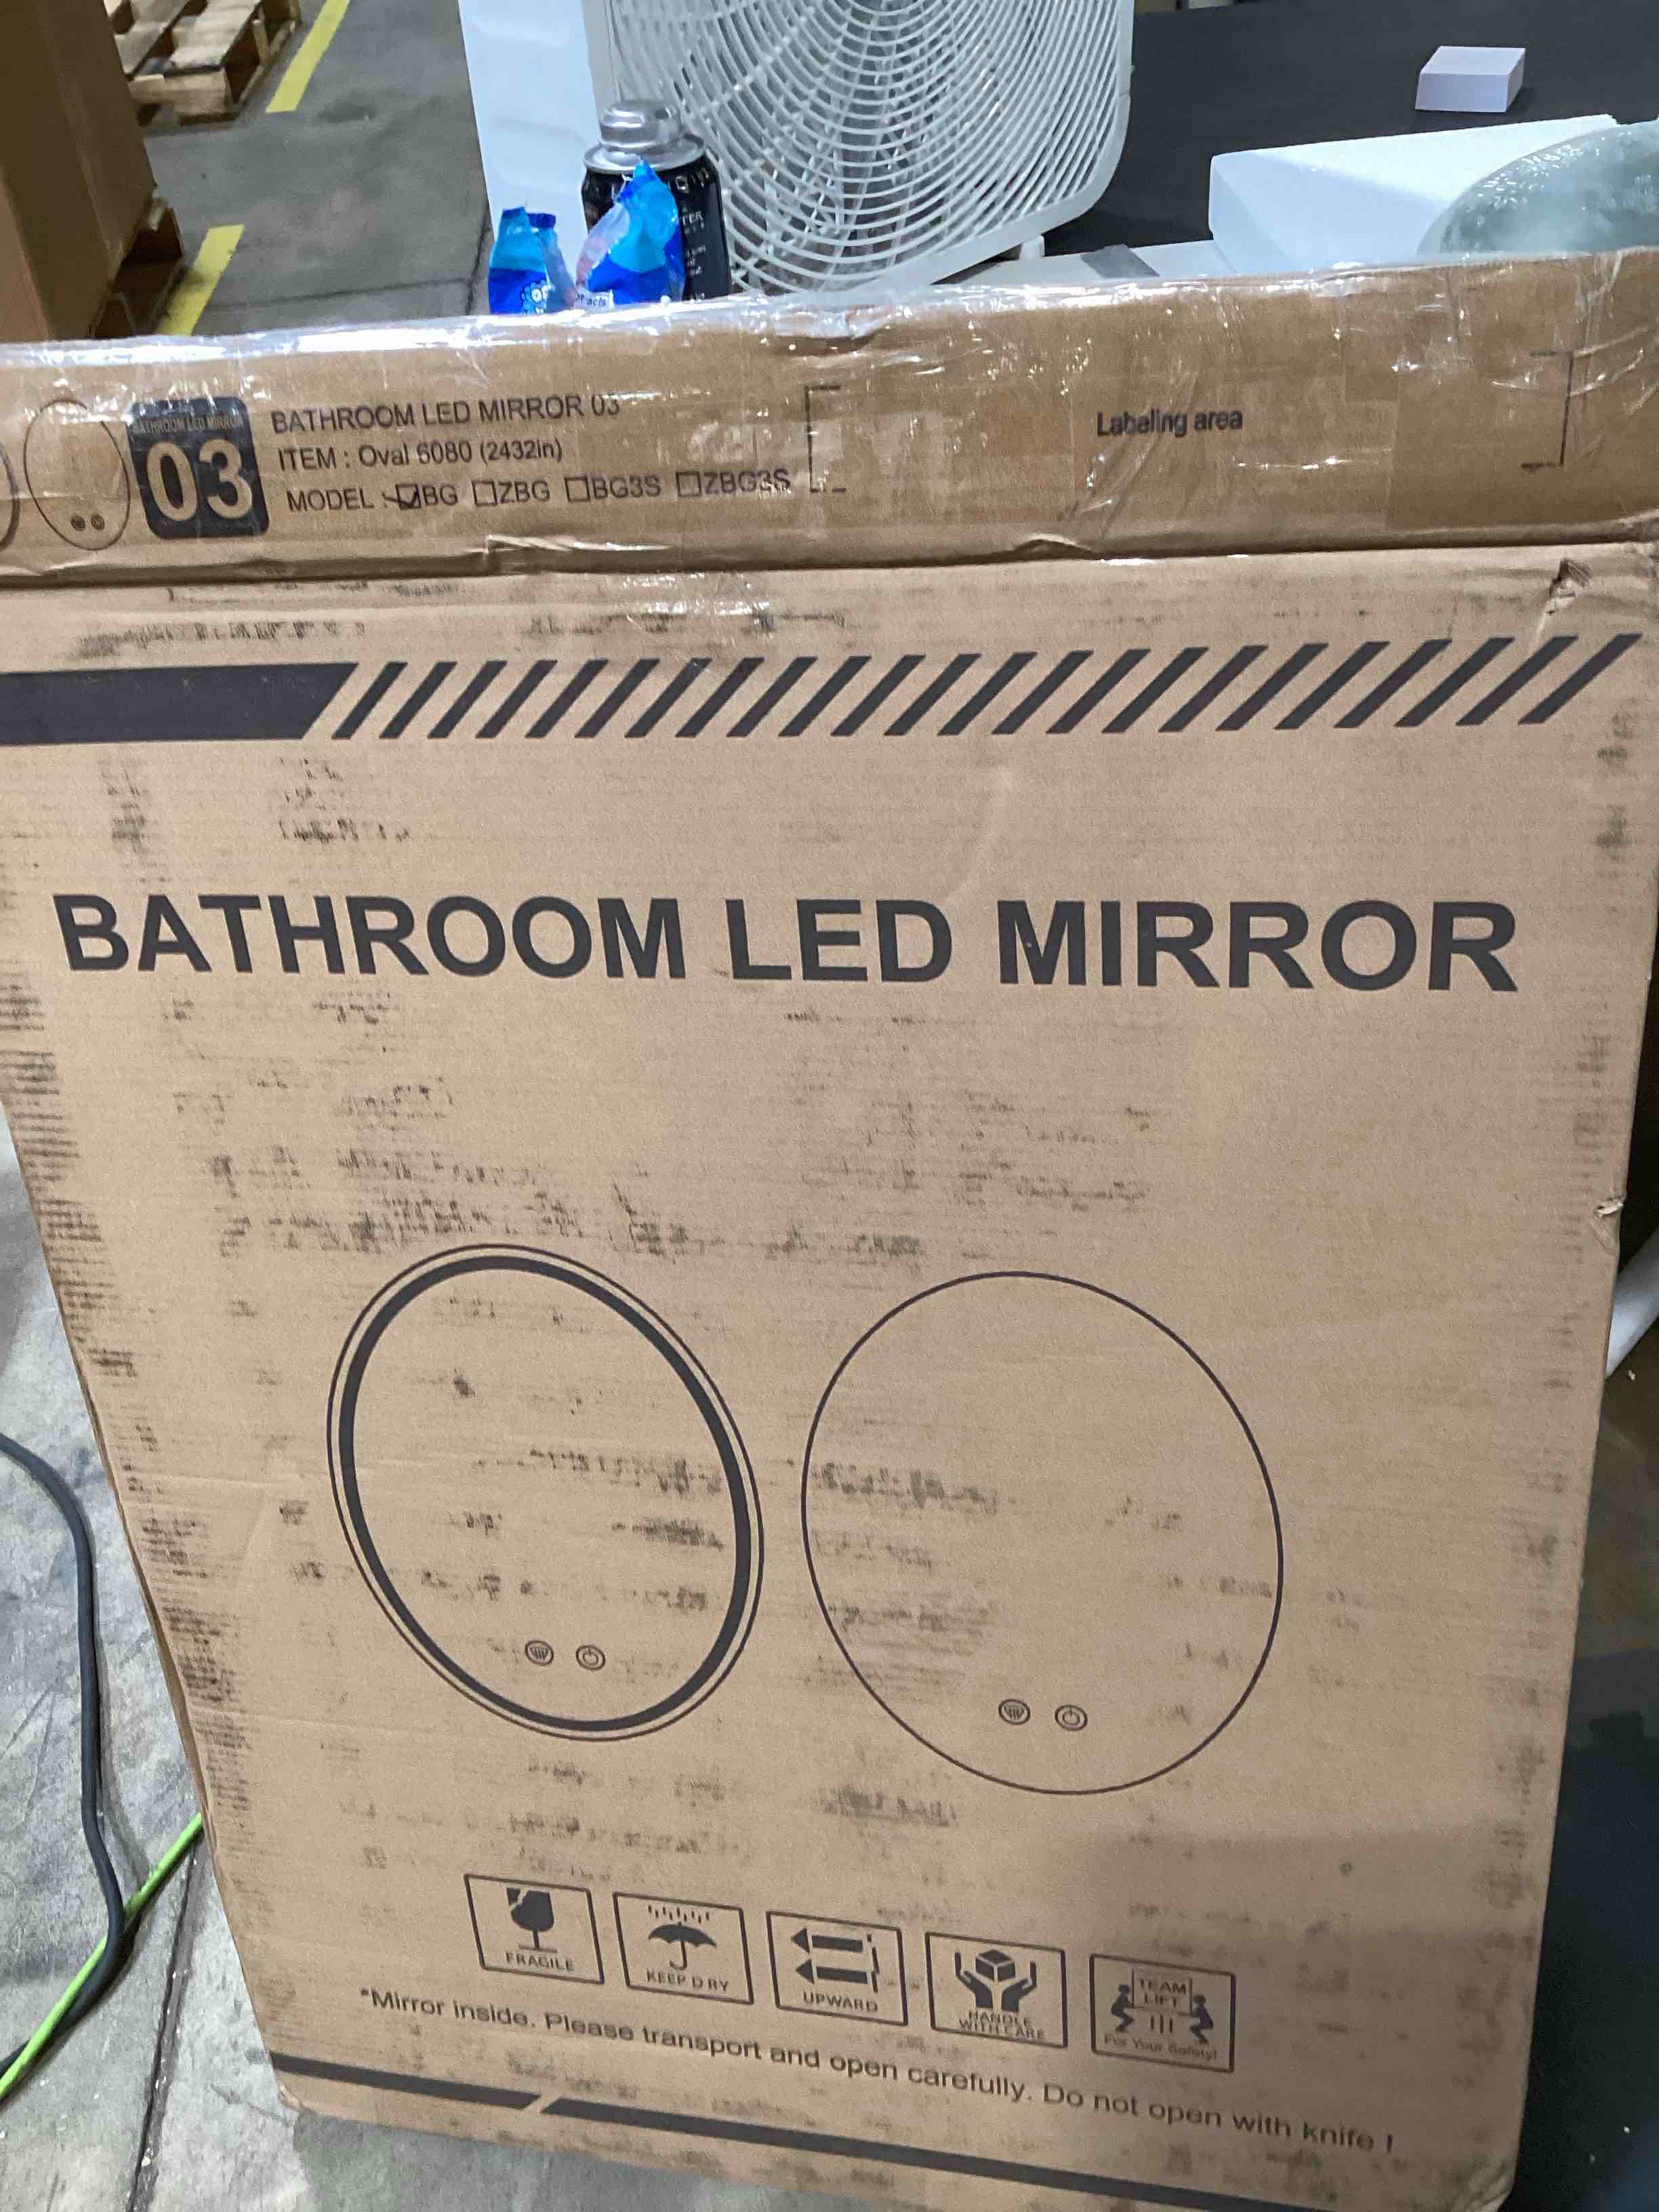 BATHROOM LED MIRROR
03
BATHROOM LED MIRROR 03
ITEM : Oval 6080 (2432in)
MODEL : ☑BG ☐ZBG ☐BG3S ☐ZBG3S
Labeling area
BATHROOM LED MIRROR
FRAGILE
KEEP DRY
UPWARD
HANDLE
WITH CARE
TEAM
LIFT
For Your Safety!
*Mirror inside. Please transport and open carefully. Do not open with knife !